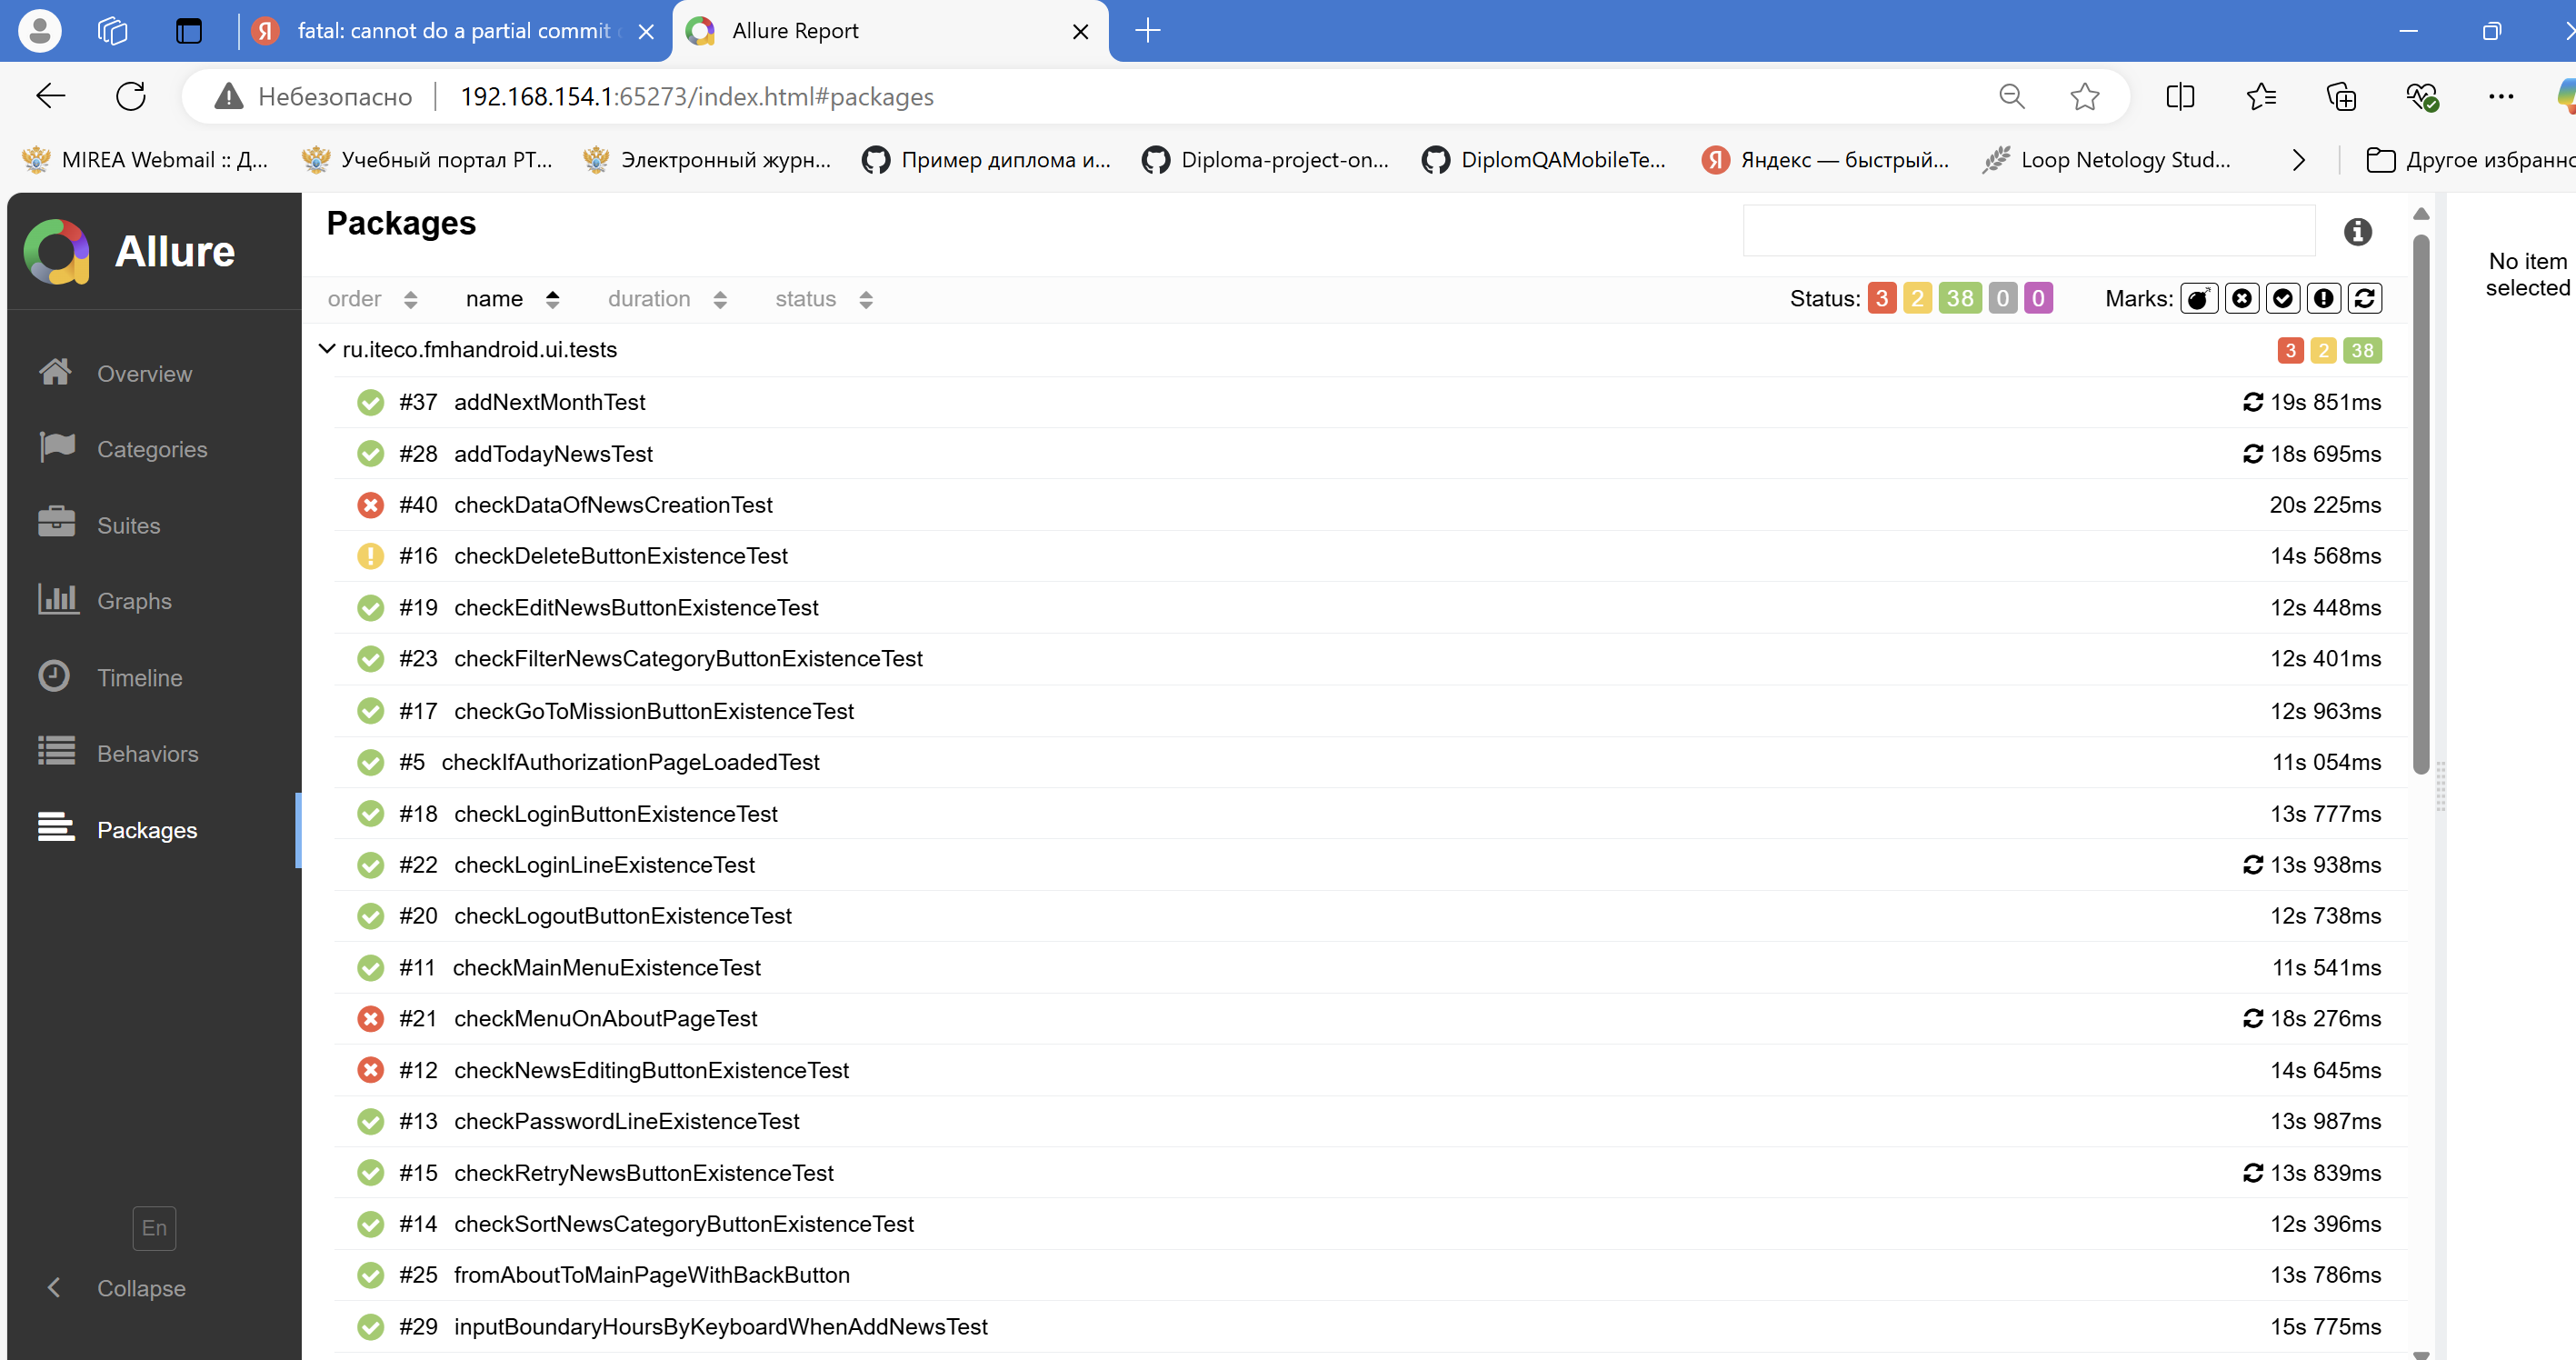 fatal: cannot do a partial commit
Allure Report
Небезопасно
192.168.154.1:65273/index.html#packages
MIREA Webmail :: Д...
Учебный портал РТ...
Электронный журн...
Пример диплома и...
Diploma-project-on...
DiplomQAMobileTe...
Яндекс — быстрый...
Loop Netology Stud...
Другое избранно
Allure
Overview
Categories
Suites
Graphs
Timeline
Behaviors
Packages
En
Collapse
Packages
order name duration status
Status: 3 2 38 0 0 Marks:
ru.iteco.fmhandroid.ui.tests 3 2 38
#37 addNextMonthTest 19s 851ms
#28 addTodayNewsTest 18s 695ms
#40 checkDataOfNewsCreationTest 20s 225ms
#16 checkDeleteButtonExistenceTest 14s 568ms
#19 checkEditNewsButtonExistenceTest 12s 448ms
#23 checkFilterNewsCategoryButtonExistenceTest 12s 401ms
#17 checkGoToMissionButtonExistenceTest 12s 963ms
#5 checkIfAuthorizationPageLoadedTest 11s 054ms
#18 checkLoginButtonExistenceTest 13s 777ms
#22 checkLoginLineExistenceTest 13s 938ms
#20 checkLogoutButtonExistenceTest 12s 738ms
#11 checkMainMenuExistenceTest 11s 541ms
#21 checkMenuOnAboutPageTest 18s 276ms
#12 checkNewsEditingButtonExistenceTest 14s 645ms
#13 checkPasswordLineExistenceTest 13s 987ms
#15 checkRetryNewsButtonExistenceTest 13s 839ms
#14 checkSortNewsCategoryButtonExistenceTest 12s 396ms
#25 fromAboutToMainPageWithBackButton 13s 786ms
#29 inputBoundaryHoursByKeyboardWhenAddNewsTest 15s 775ms
No item
selected